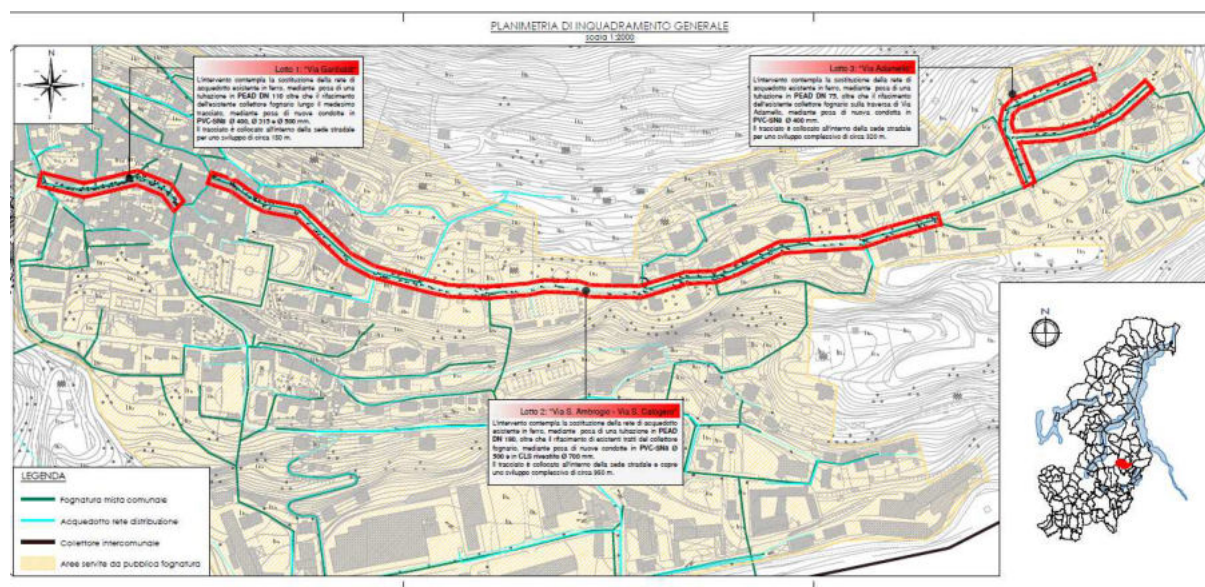 PLANIMETRIA DI INQUADRAMENTO GENERALE
scala 1:2000
N
Lotto 1: "Via Garibaldi"
L'intervento contempla la sostituzione della rete di
acquedotto esistente in ferro, mediante posa di una
tubazione in PEAD DN 110 oltre che il rifacimento
dell'esistente collettore fognario lungo il medesimo
tracciato, mediante posa di nuove condotte in
PVC-SN8 Ø 400, Ø 315 e Ø 500 mm.
Il tracciato è collocato all'interno della sede stradale
per uno sviluppo di circa 150 m.
Lotto 3: "Via Adamello"
L'intervento contempla la sostituzione della rete di
acquedotto esistente in ferro, mediante posa di una
tubazione in PEAD DN 75, oltre che il rifacimento
dell'esistente collettore fognario sulla traversa di Via
Adamello, mediante posa di nuova condotta in
PVC-SN8 Ø 400 mm.
Il tracciato è collocato all'interno della sede stradale
per uno sviluppo complessivo di circa 320 m.
Lotto 2: "Via S. Ambrogio - Via S. Calogero"
L'intervento contempla la sostituzione della rete di acquedotto
esistente in ferro, mediante posa di una tubazione in PEAD
DN 160, oltre che il rifacimento di esistenti tratti del collettore
fognario, mediante posa di nuove condotte in PVC-SN8 Ø
500 e in CLS rivestito Ø 700 mm.
Il tracciato è collocato all'interno della sede stradale e copre
uno sviluppo complessivo di circa 950 m.
N
LEGENDA
Fognatura mista comunale
Acquedotto rete distribuzione
Collettore intercomunale
Aree servite da pubblica fognatura